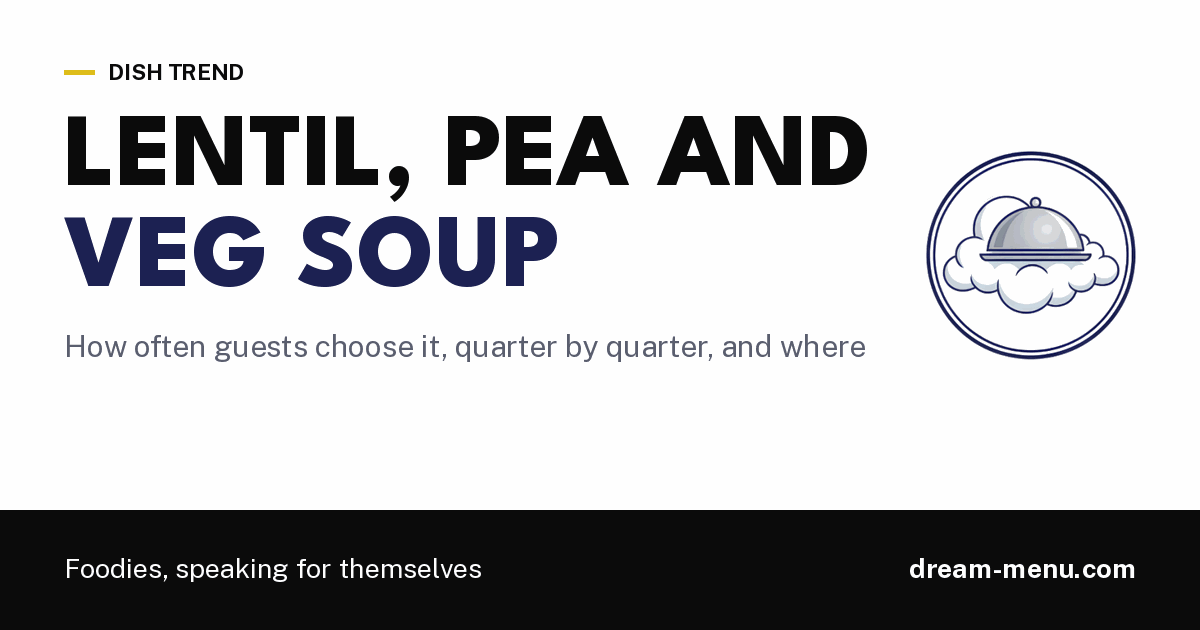 DISH TREND
LENTIL, PEA AND
VEG SOUP
How often guests choose it, quarter by quarter, and where
Foodies, speaking for themselves
dream-menu.com